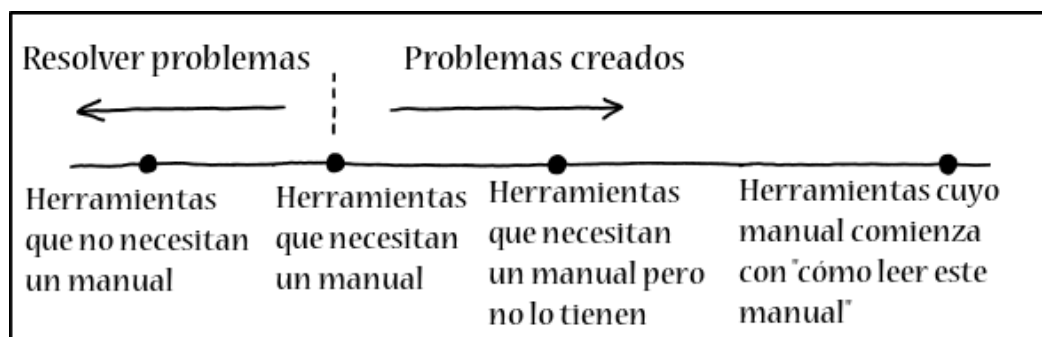 Resolver problemas
Problemas creados
Herramientas
que no necesitan
un manual
Herramientas
que necesitan
un manual
Herramientas
que necesitan
un manual pero
no lo tienen
Herramientas cuyo
manual comienza
con "cómo leer este
manual"